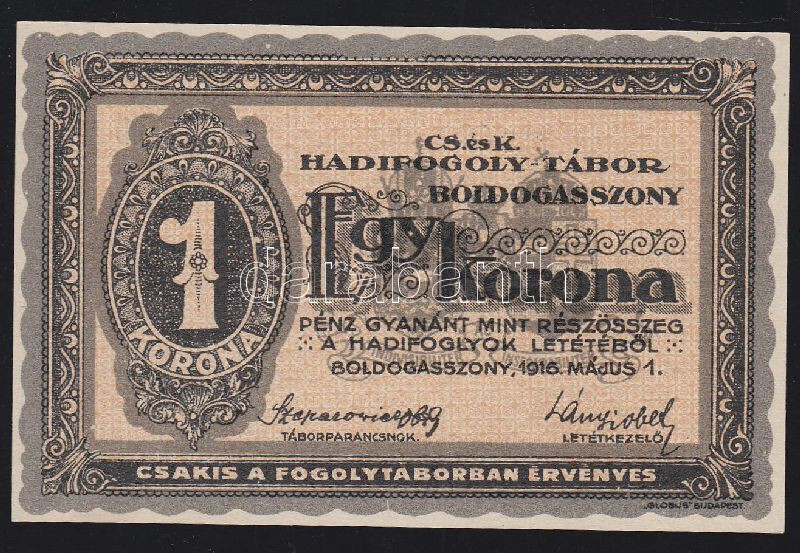 CS. és K.
HADIFOGOLY-TÁBOR
BOLDOGASSZONY
Egy
korona
1
KORONA
PÉNZ GYANÁNT MINT RÉSZÖSSZEG
A HADIFOGLYOK LETÉTÉBŐL
BOLDOGASSZONY, 1916. MÁJUS 1.
TÁBORPARANCSNOK.
LETÉTKEZELŐ
CSAKIS A FOGOLYTÁBORBAN ÉRVÉNYES
„GLOBUS” BUDAPEST.